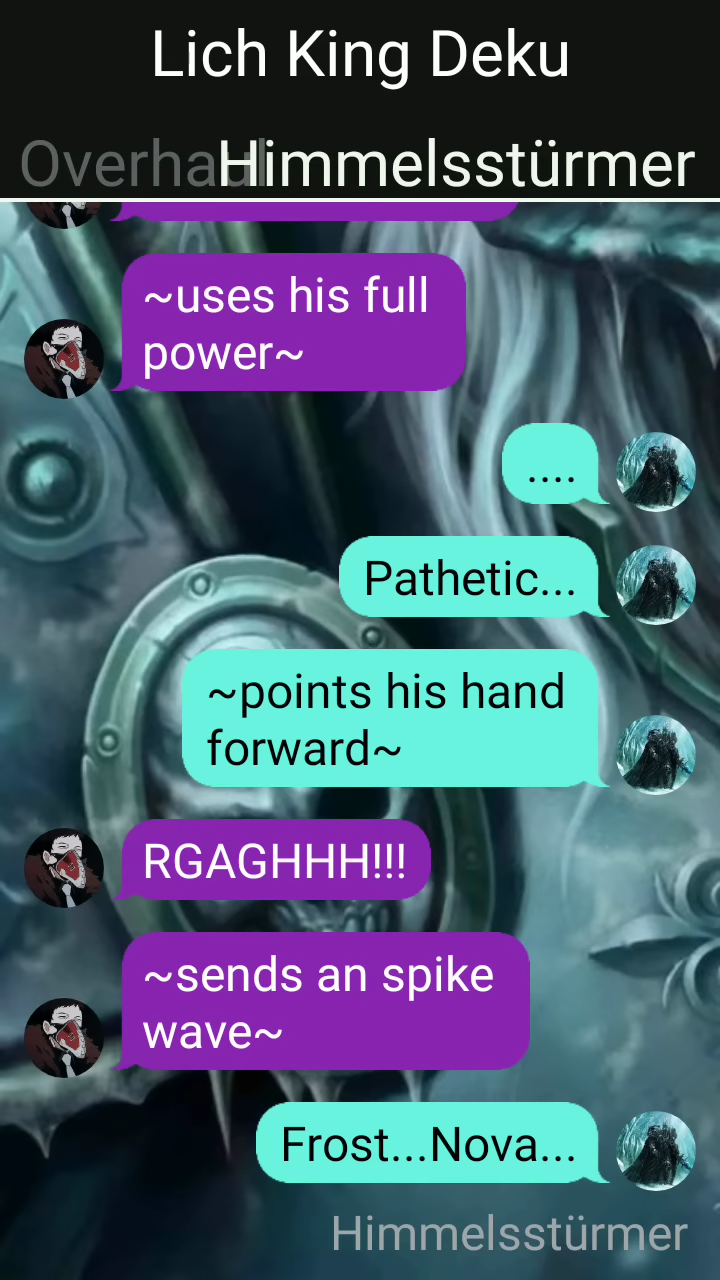 Lich King Deku
Overhaul
Himmelsstürmer
~uses his full
power~
....
Pathetic...
~points his hand
forward~
RGAGHHH!!!
~sends an spike
wave~
Frost...Nova...
Himmelsstürmer